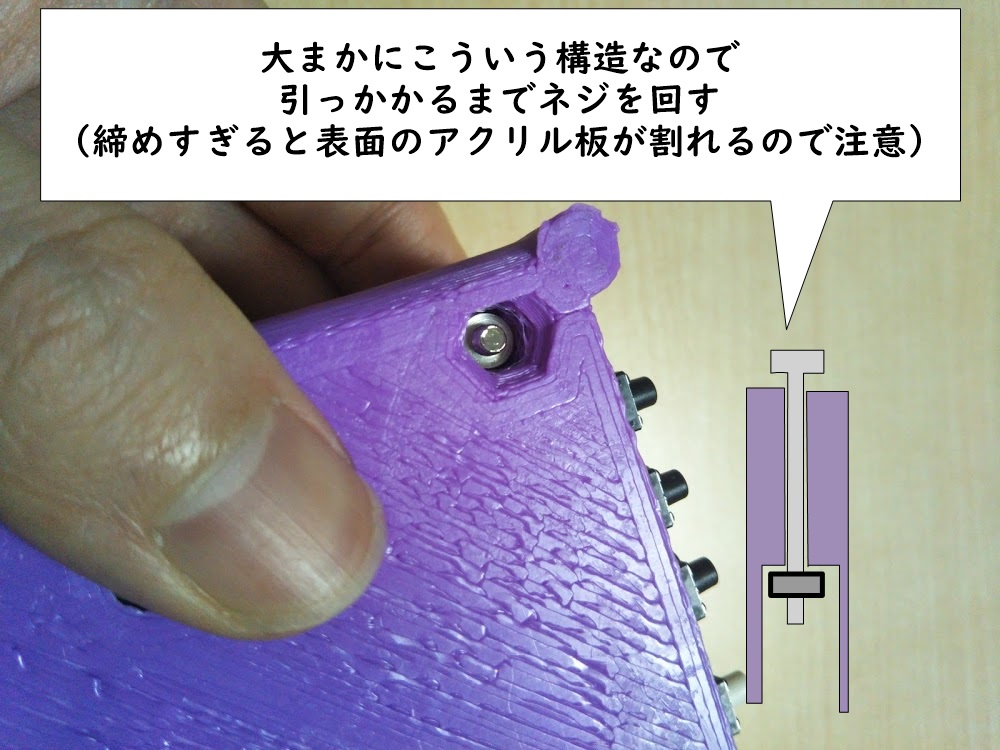 大まかにこういう構造なので
引っかかるまでネジを回す
（締めすぎると表面のアクリル板が割れるので注意）